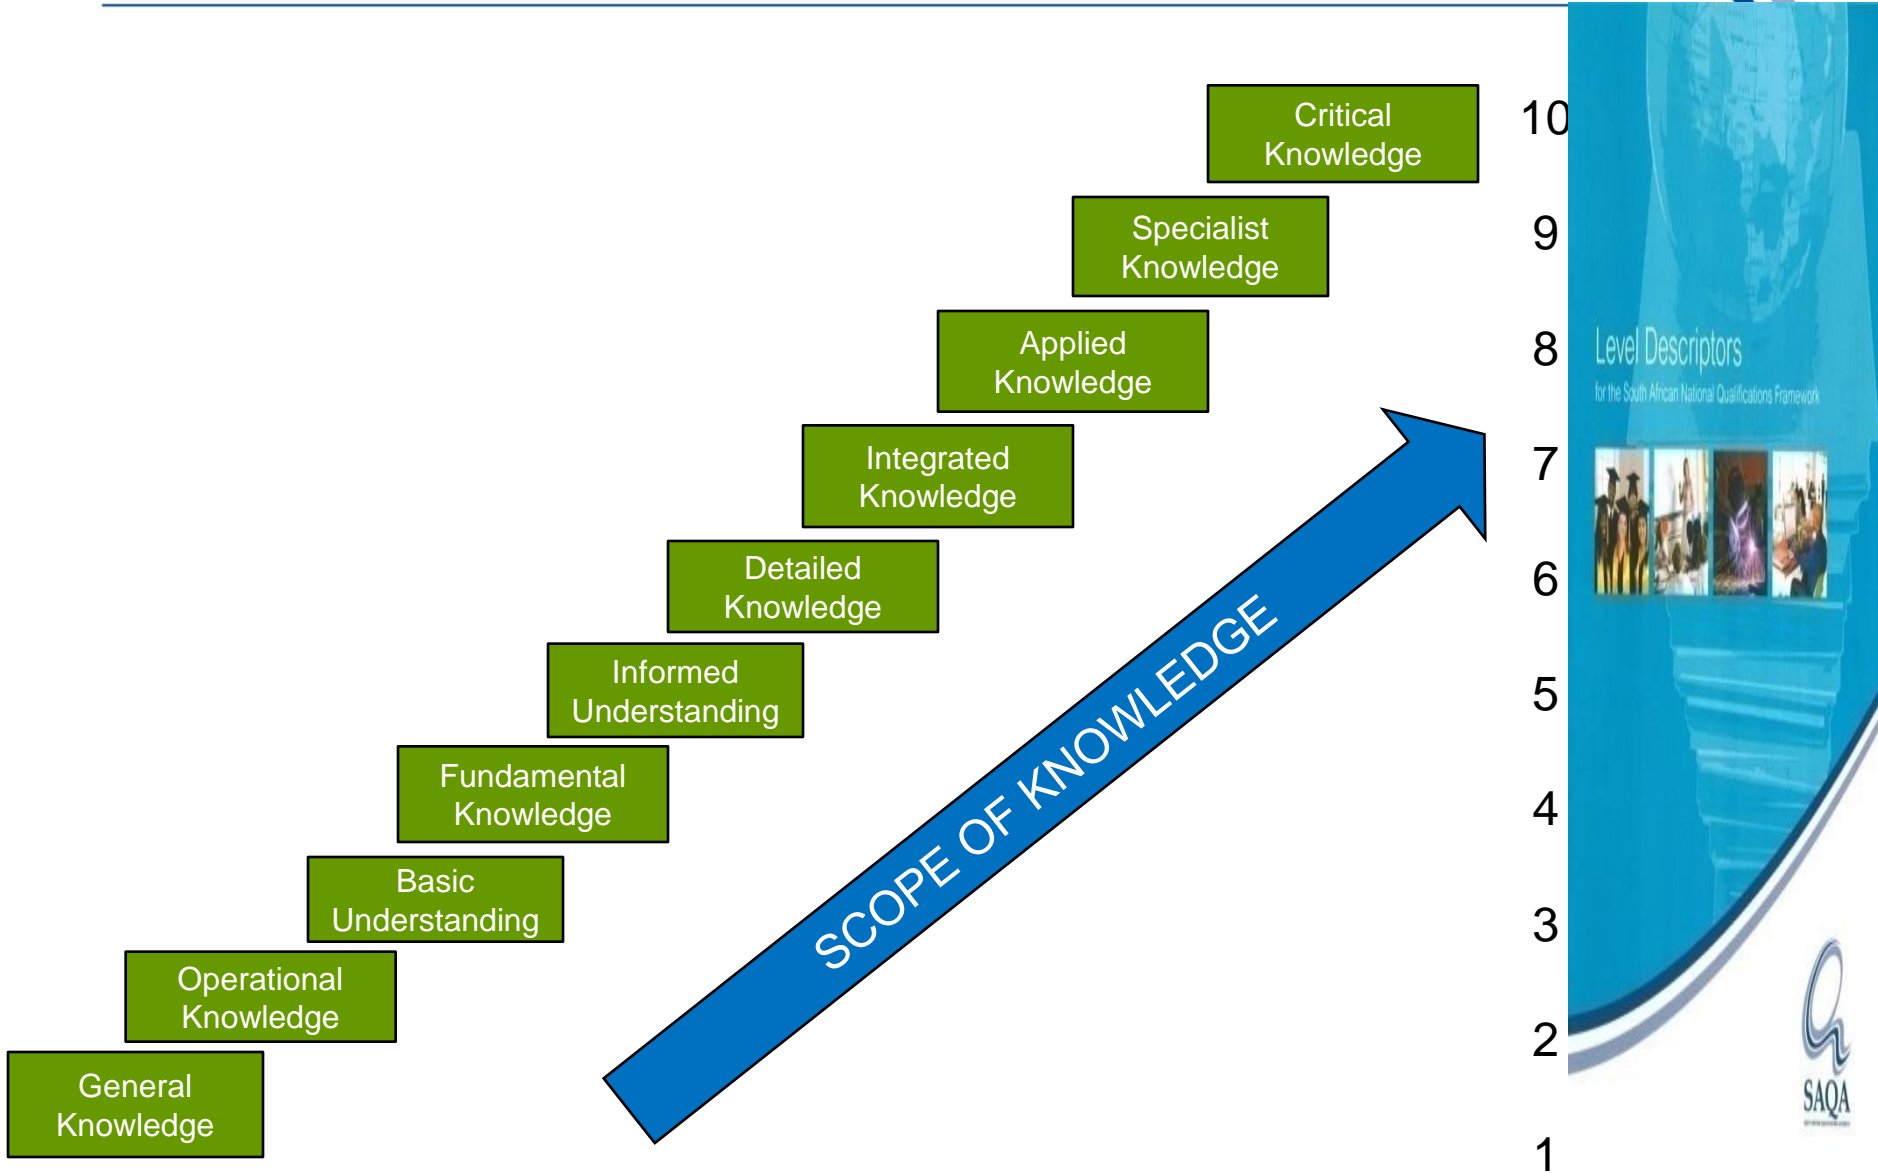 Critical
Knowledge
10
Specialist
Knowledge
9
Applied
Knowledge
8
Integrated
Knowledge
7
Detailed
Knowledge
6
Informed
Understanding
5
Fundamental
Knowledge
4
Basic
Understanding
3
Operational
Knowledge
2
General
Knowledge
1
SCOPE OF KNOWLEDGE
Level Descriptors
for the South African National Qualifications Framework
SAQA